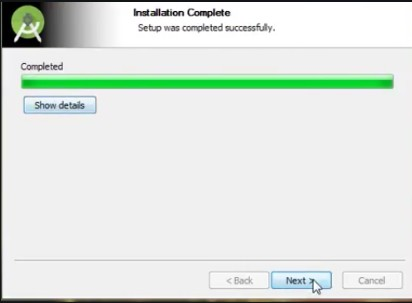 Installation Complete
Setup was completed successfully.
Completed
Show details
< Back
Next >
Cancel